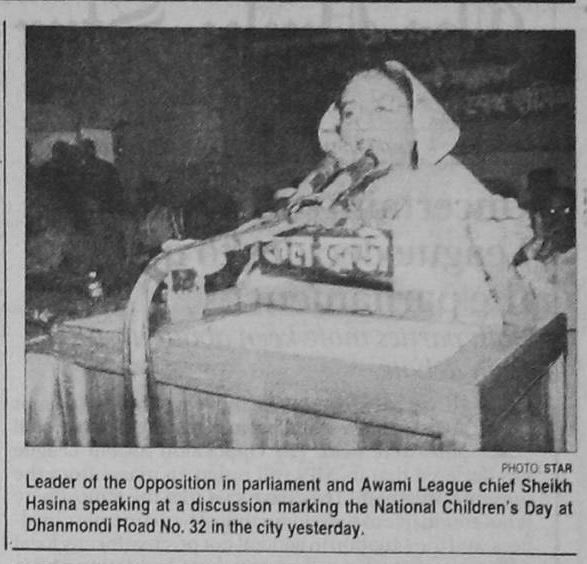 কল-রেডী
PHOTO: STAR
Leader of the Opposition in parliament and Awami League chief Sheikh
Hasina speaking at a discussion marking the National Children's Day at
Dhanmondi Road No. 32 in the city yesterday.